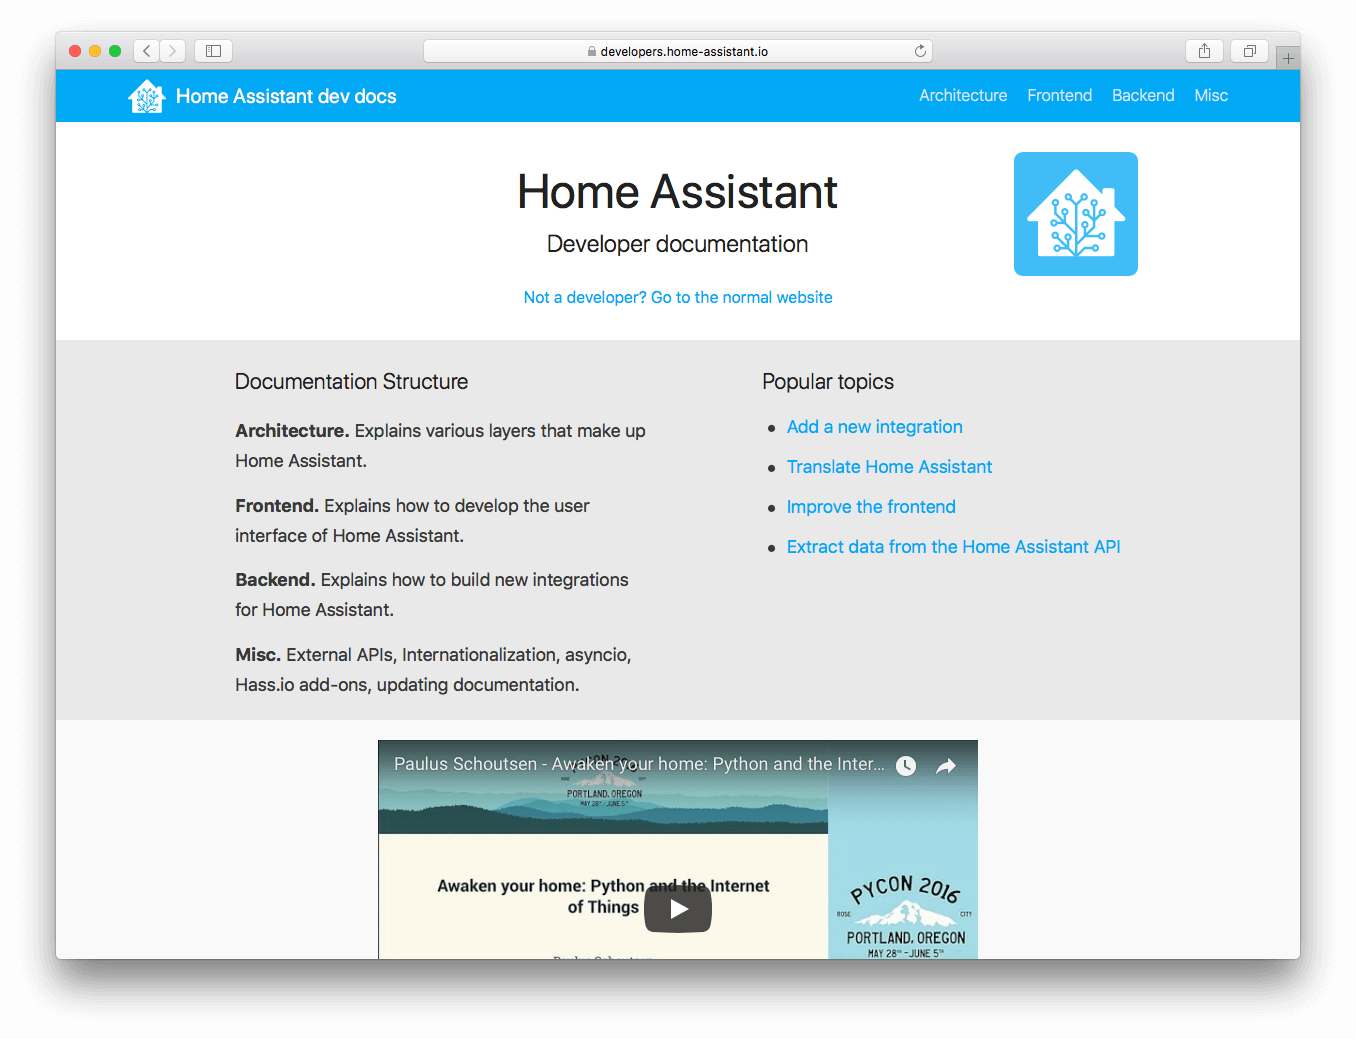 developers.home-assistant.io
Home Assistant dev docs
Architecture Frontend Backend Misc
Home Assistant
Developer documentation
Not a developer? Go to the normal website
Documentation Structure
Architecture. Explains various layers that make up
Home Assistant.
Frontend. Explains how to develop the user
interface of Home Assistant.
Backend. Explains how to build new integrations
for Home Assistant.
Misc. External APIs, Internationalization, asyncio,
Hass.io add-ons, updating documentation.
Popular topics
Add a new integration
Translate Home Assistant
Improve the frontend
Extract data from the Home Assistant API
Paulus Schoutsen - Awaken your home: Python and the Inter...
PORTLAND, OREGON
MAY 28TH - JUNE 5TH
Awaken your home: Python and the Internet
of Things
PYCON 2016
ROSE CITY
PORTLAND, OREGON
MAY 28TH - JUNE 5TH